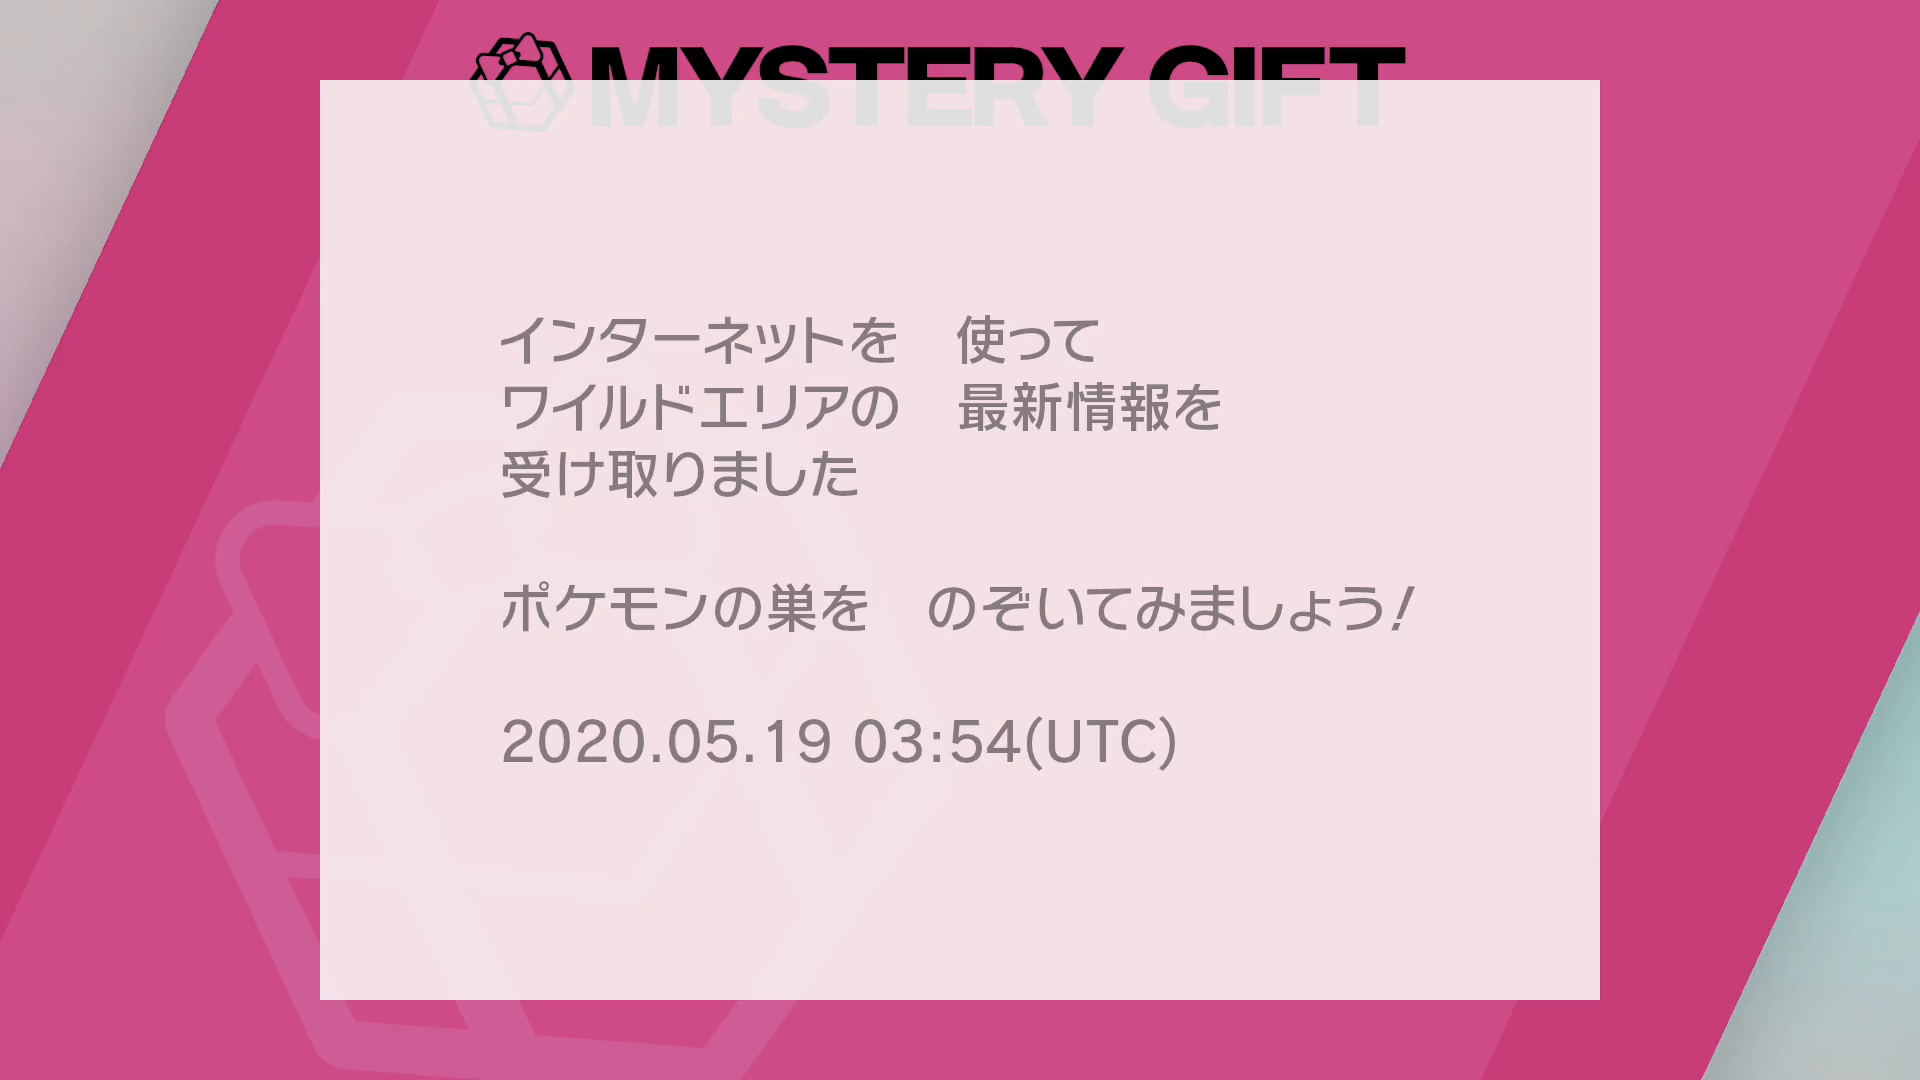 MYSTERY GIFT
インターネットを　使って
ワイルドエリアの　最新情報を
受け取りました
ポケモンの巣を　のぞいてみましょう!
2020.05.19 03:54(UTC)